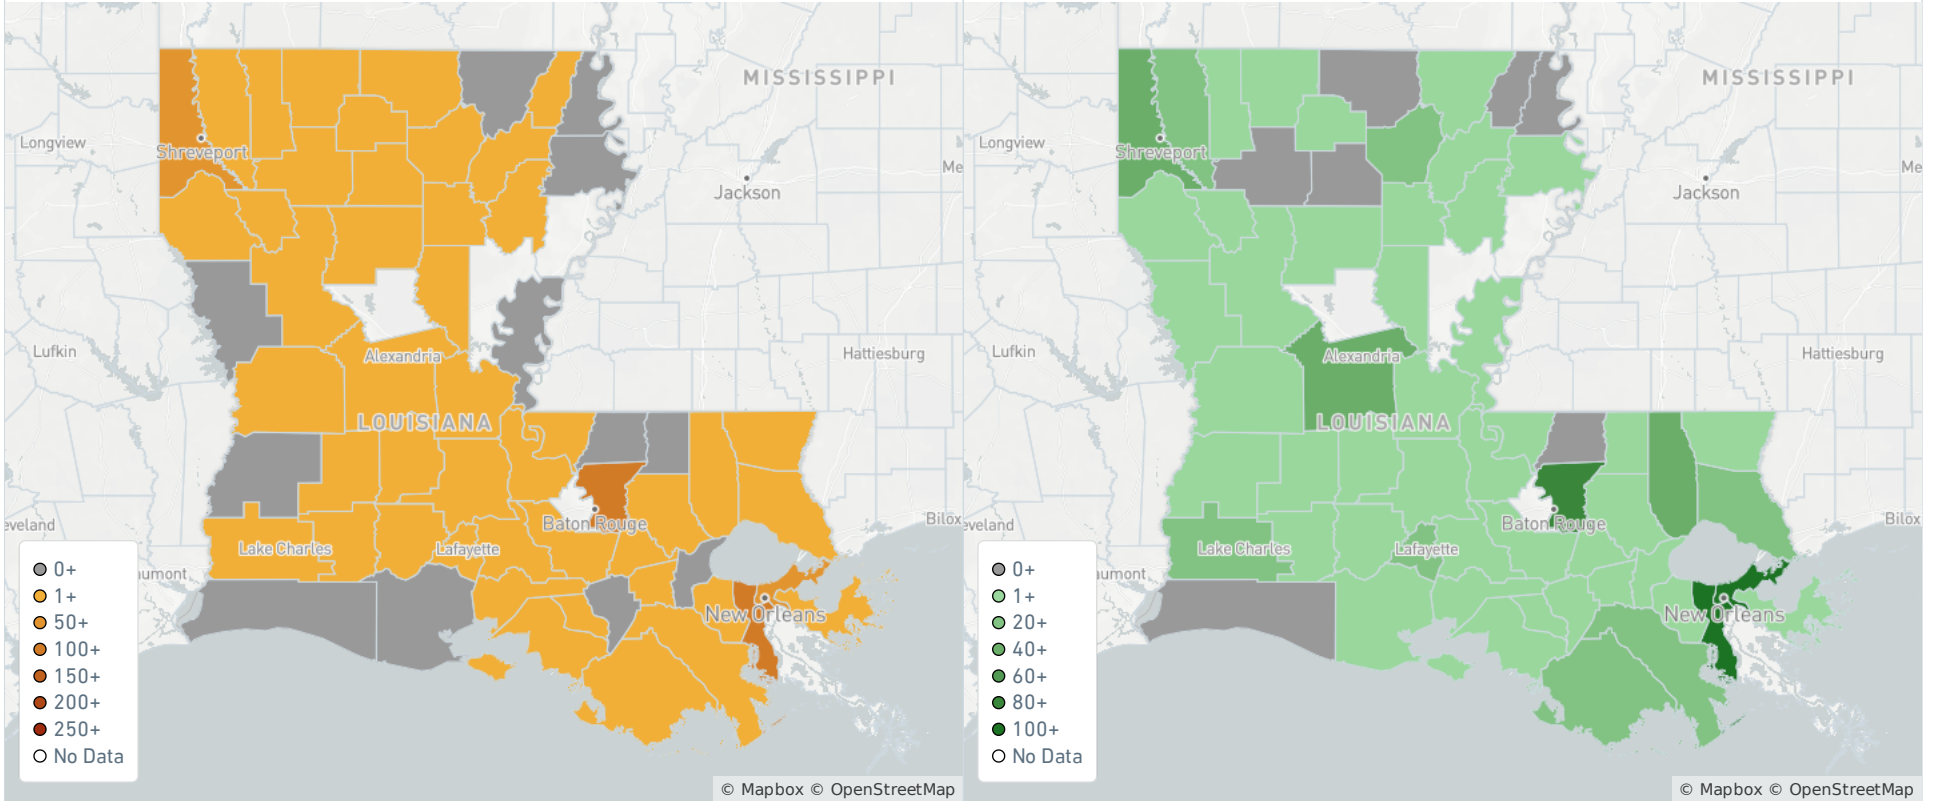 MISSISSIPPI
Longview
Shreveport
Me
Jackson
Lufkin
Alexandria
Hattiesburg
LOUISIANA
Baton Rouge
Bilox
eveland
Lake Charles
Lafayette
aumont
New Orleans
0+
1+
50+
100+
150+
200+
250+
No Data
© Mapbox © OpenStreetMap
MISSISSIPPI
Longview
Shreveport
Me
Jackson
Lufkin
Alexandria
Hattiesburg
LOUISIANA
Baton Rouge
Bilox
eveland
Lake Charles
Lafayette
aumont
New Orleans
0+
1+
20+
40+
60+
80+
100+
No Data
© Mapbox © OpenStreetMap